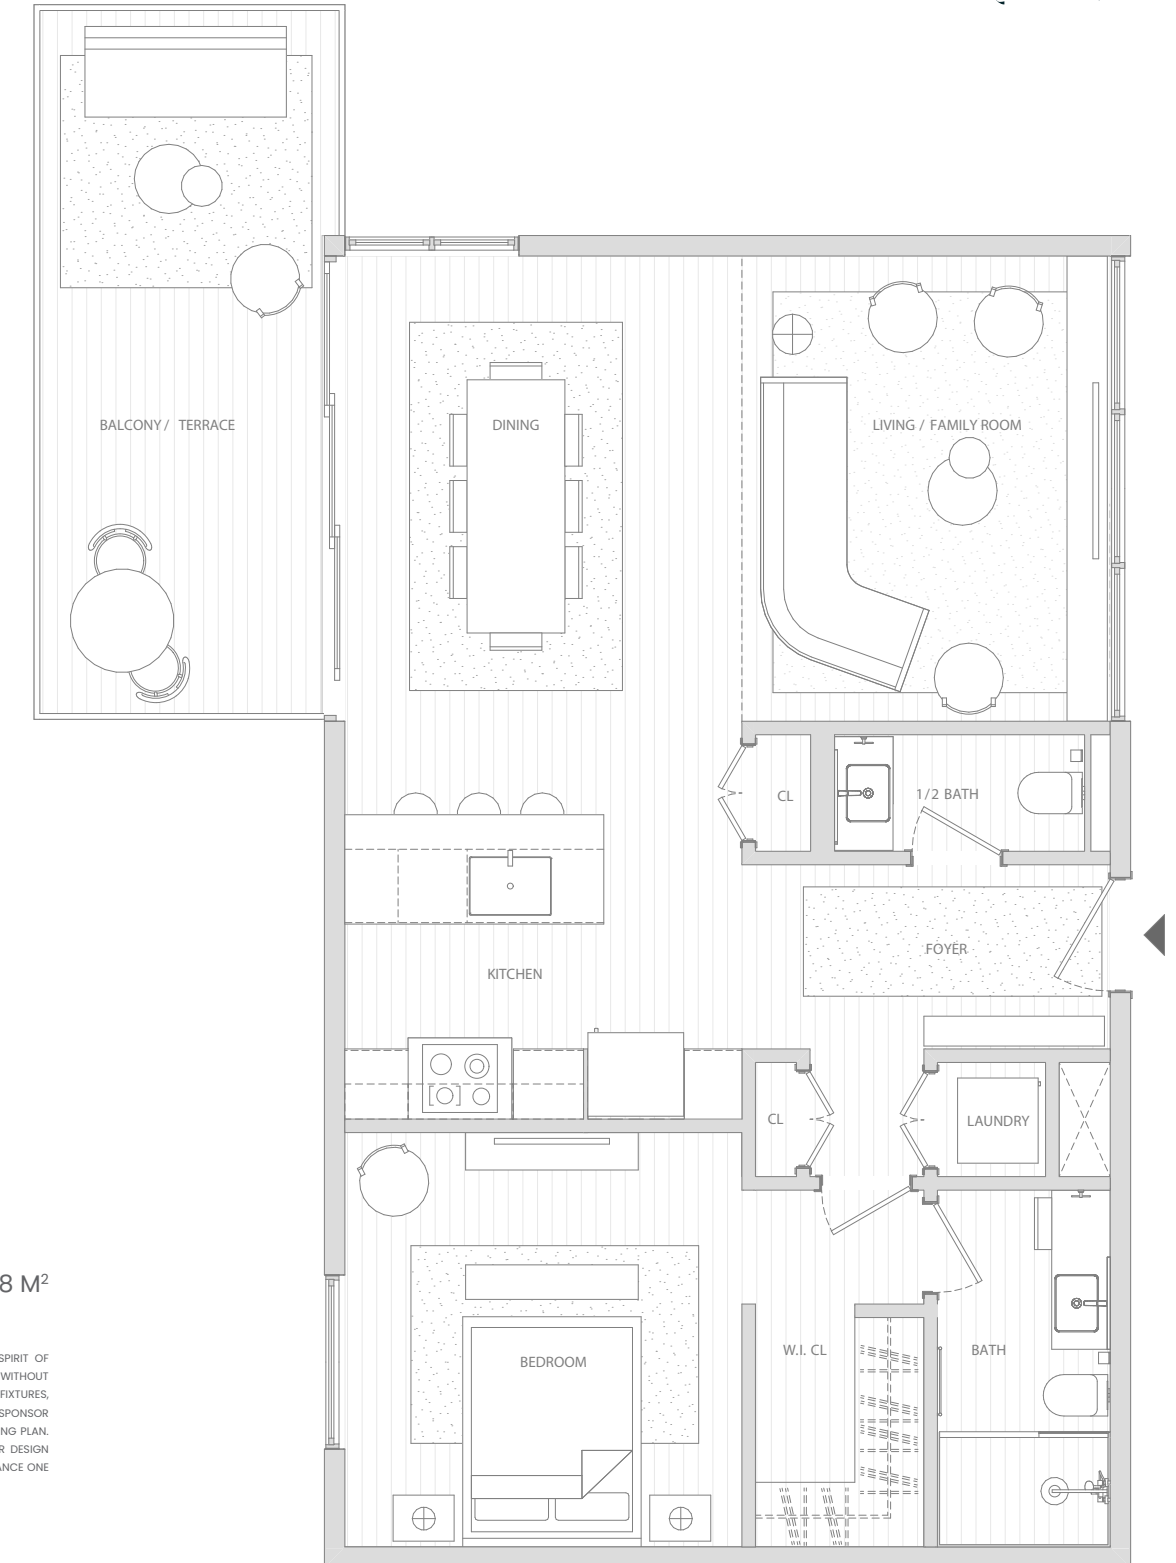 BALCONY / TERRACE
DINING
LIVING / FAMILY ROOM
CL
1/2 BATH
FOYER
KITCHEN
CL
LAUNDRY
8 M²
SPIRIT OF
WITHOUT
FIXTURES,
SPONSOR
NG PLAN.
R DESIGN
ANCE ONE
BEDROOM
W.I. CL
BATH